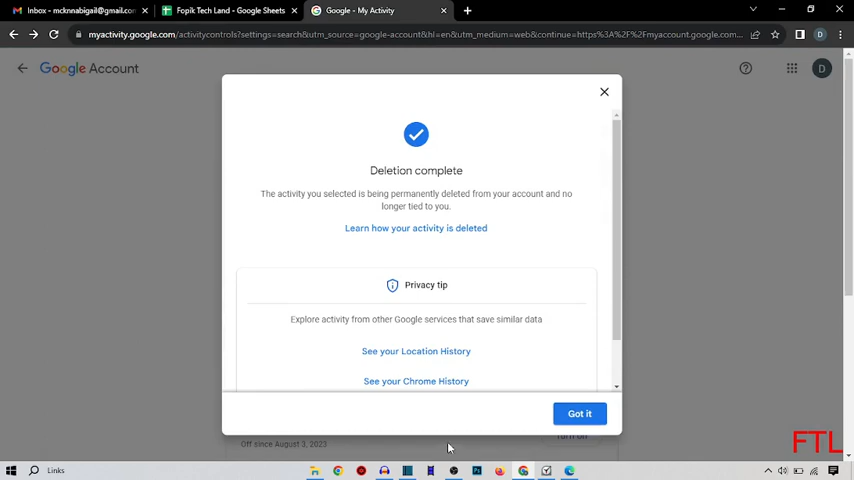 Inbox - mcknnabigail@gmail.con
Fopik Tech Land - Google Sheets
Google - My Activity
myactivity.google.com/activitycontrols?settings=search&utm_source=google-account&hl=en&utm_medium=web&continue=https%3A%2F%2Fmyaccount.google.com...
D
Google Account
D
Deletion complete
The activity you selected is being permanently deleted from your account and no
longer tied to you.
Learn how your activity is deleted
Privacy tip
Explore activity from other Google services that save similar data
See your Location History
See your Chrome History
Got it
Turn on
Off since August 3, 2023
FTL
Links